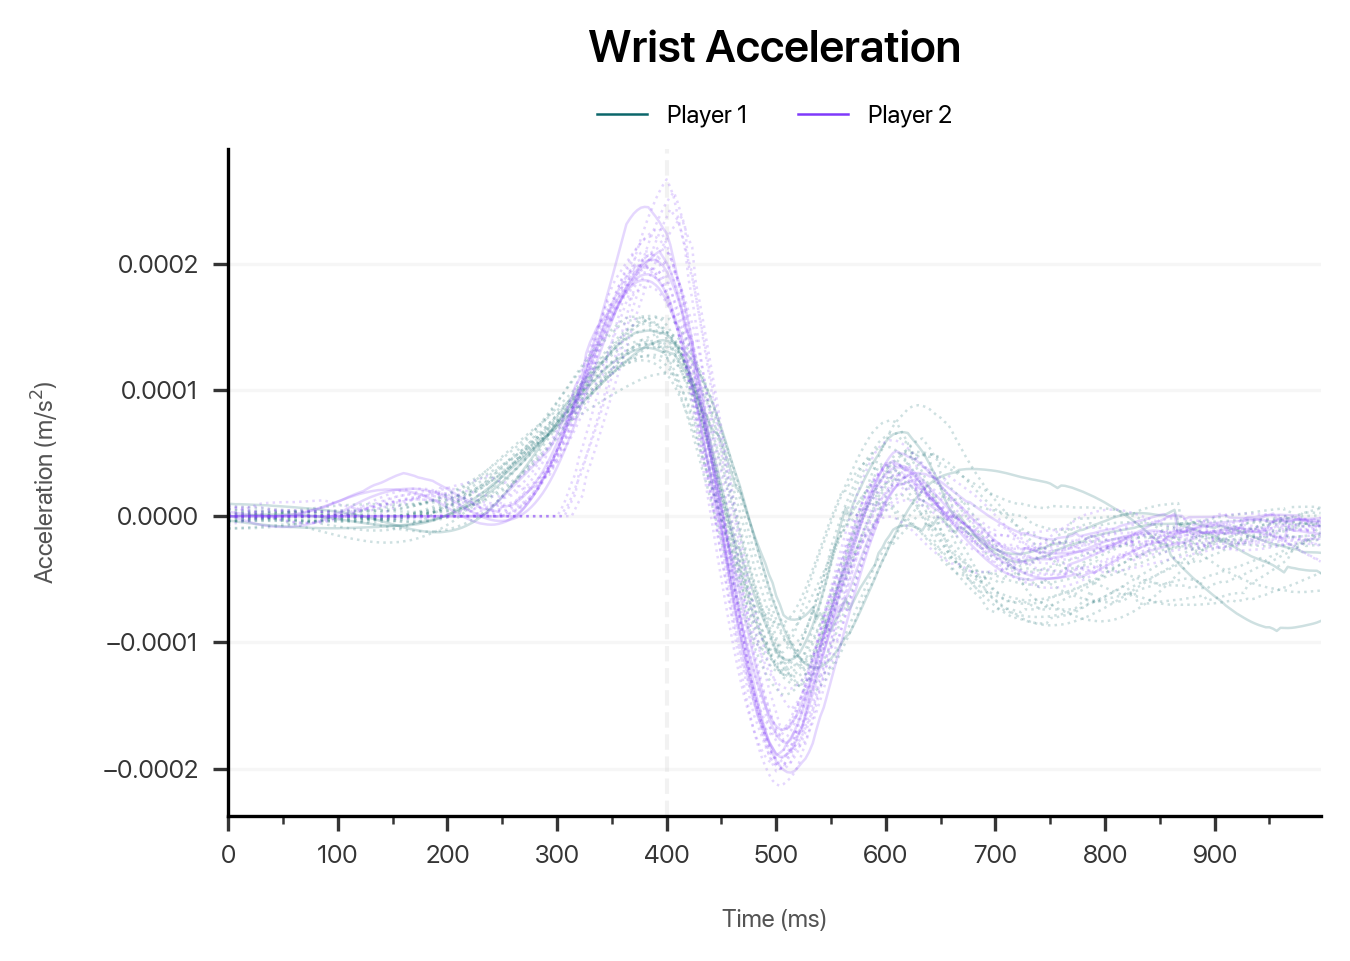 Wrist Acceleration
Player 1 Player 2
Acceleration (m/s²)
0.0002
0.0001
0.0000
−0.0001
−0.0002
0 100 200 300 400 500 600 700 800 900
Time (ms)